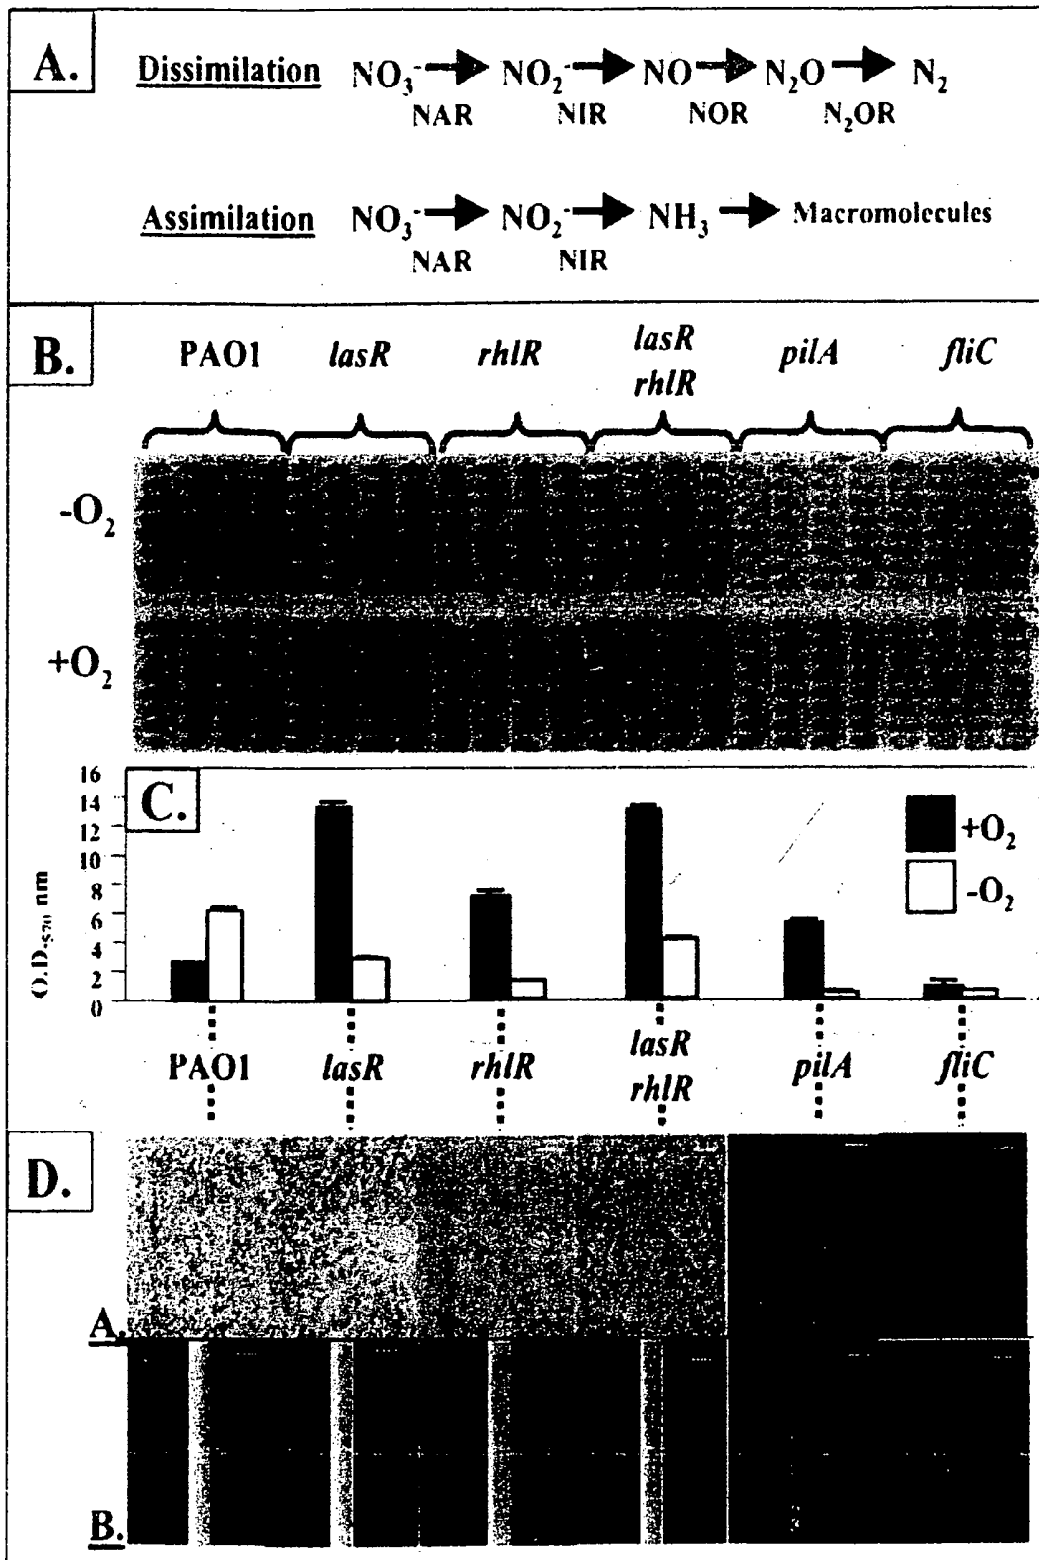 A.
Dissimilation NO₃⁻ → NO₂⁻ → NO → N₂O → N₂
NAR NIR NOR N₂OR
Assimilation NO₃⁻ → NO₂⁻ → NH₃ → Macromolecules
NAR NIR
B.
PAO1 lasR rhlR lasR rhlR pilA fliC
-O₂
+O₂
C.
16
14
12
10
8
6
4
2
0
O.D.₅₇₀ nm
+O₂
-O₂
PAO1 lasR rhlR lasR rhlR pilA fliC
D.
A.
B.